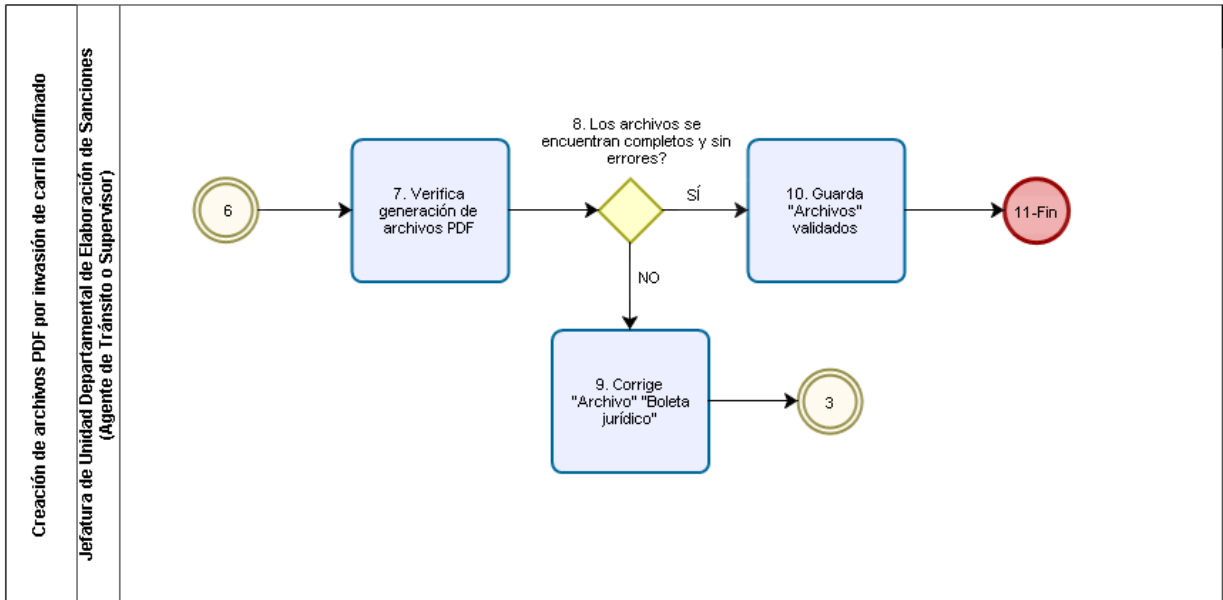 Creación de archivos PDF por invasión de carril confinado
Jefatura de Unidad Departamental de Elaboración de Sanciones
(Agente de Tránsito o Supervisor)
6
7. Verifica
generación de
archivos PDF
8. Los archivos se
encuentran completos y sin
errores?
SÍ
10. Guarda
"Archivos"
validados
11-Fin
NO
9. Corrige
"Archivo" "Boleta
jurídico"
3